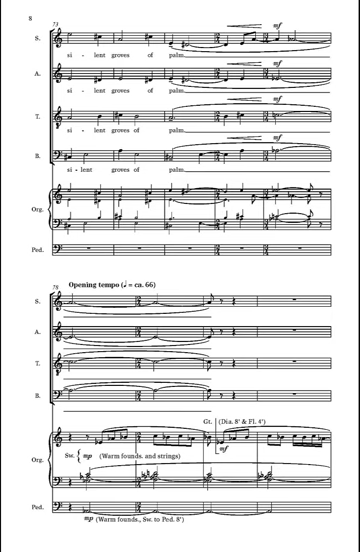 8
73
mf
S.
si - lent groves of palm
mf
A.
si - lent groves of palm
mf
T.
si - lent groves of palm
mf
B.
si - lent groves of palm
Org.
Ped.
78 Opening tempo (♩ = ca. 66)
S.
A.
T.
B.
Gt. (Dia. 8' & Fl. 4')
mf
Org.
Sw. { mp (Warm founds. and strings)
Ped.
mp (Warm founds., Sw. to Ped. 8')